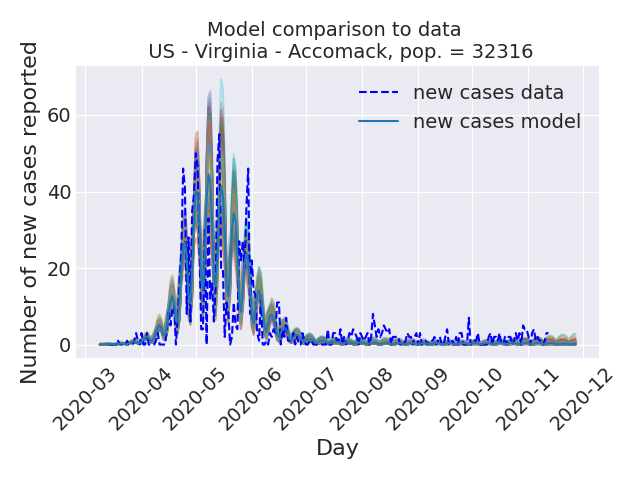 Model comparison to data
US - Virginia - Accomack, pop. = 32316
Number of new cases reported
60
40
20
0
new cases data
new cases model
2020-03
2020-04
2020-05
2020-06
2020-07
2020-08
2020-09
2020-10
2020-11
2020-12
Day